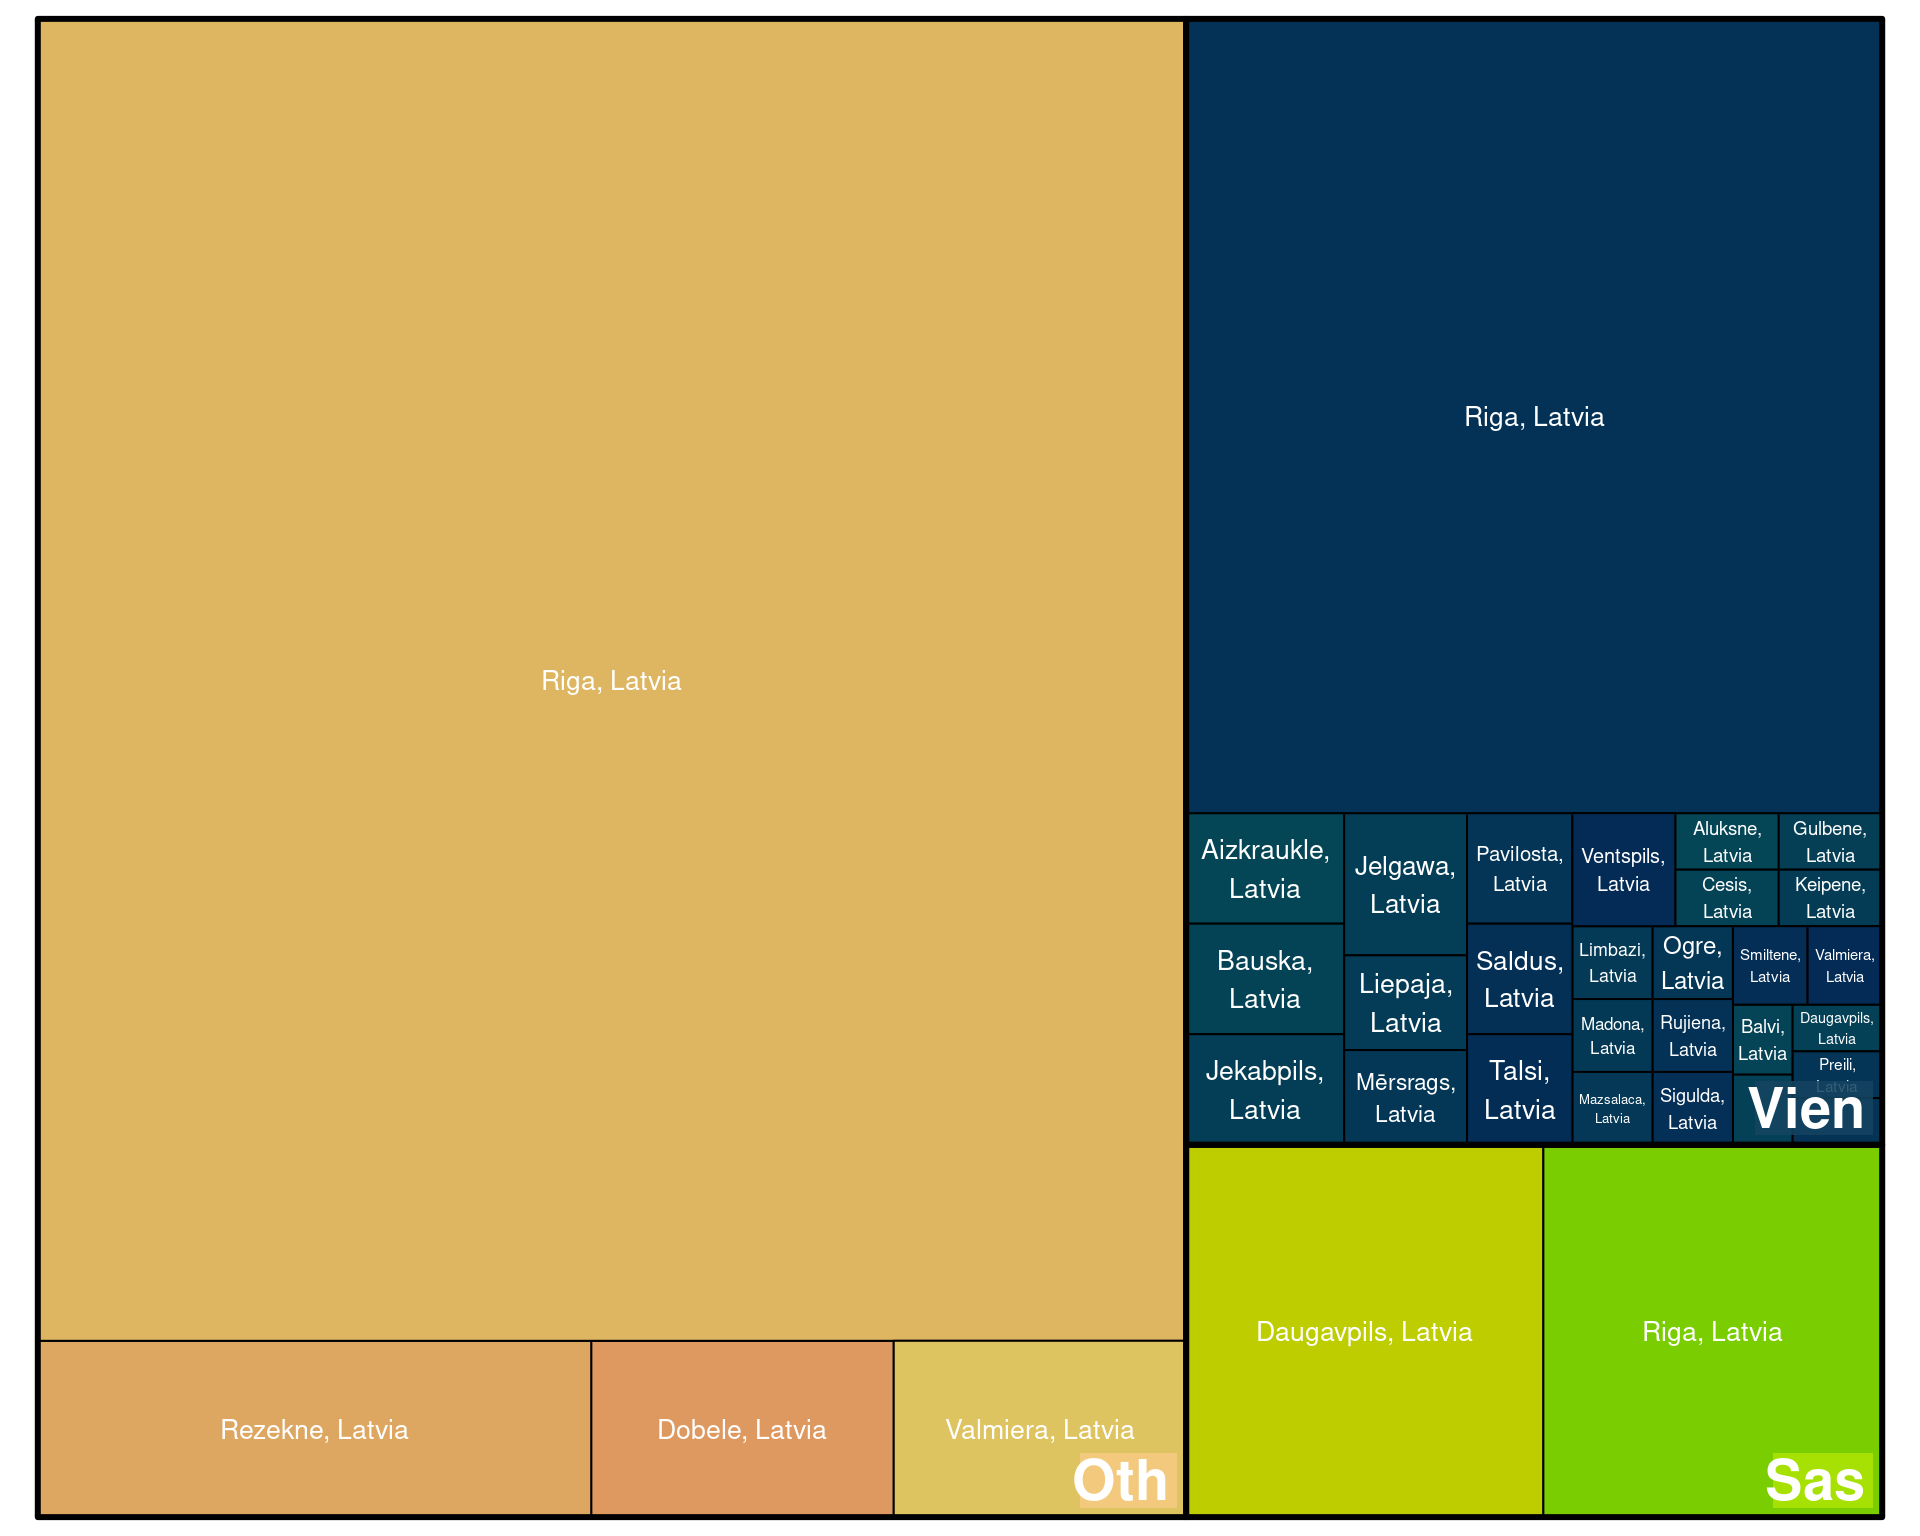 Riga, Latvia
Rezekne, Latvia
Dobele, Latvia
Valmiera, Latvia
Oth
Riga, Latvia
Aizkraukle,
Latvia
Bauska,
Latvia
Jekabpils,
Latvia
Jelgawa,
Latvia
Liepaja,
Latvia
Mērsrags,
Latvia
Pavilosta,
Latvia
Saldus,
Latvia
Talsi,
Latvia
Ventspils,
Latvia
Aluksne,
Latvia
Gulbene,
Latvia
Cesis,
Latvia
Keipene,
Latvia
Limbazi,
Latvia
Madona,
Latvia
Mazsalaca,
Latvia
Ogre,
Latvia
Rujiena,
Latvia
Sigulda,
Latvia
Smiltene,
Latvia
Valmiera,
Latvia
Balvi,
Latvia
Daugavpils,
Latvia
Preili,
Latvia
Vien
Daugavpils, Latvia
Riga, Latvia
Sas